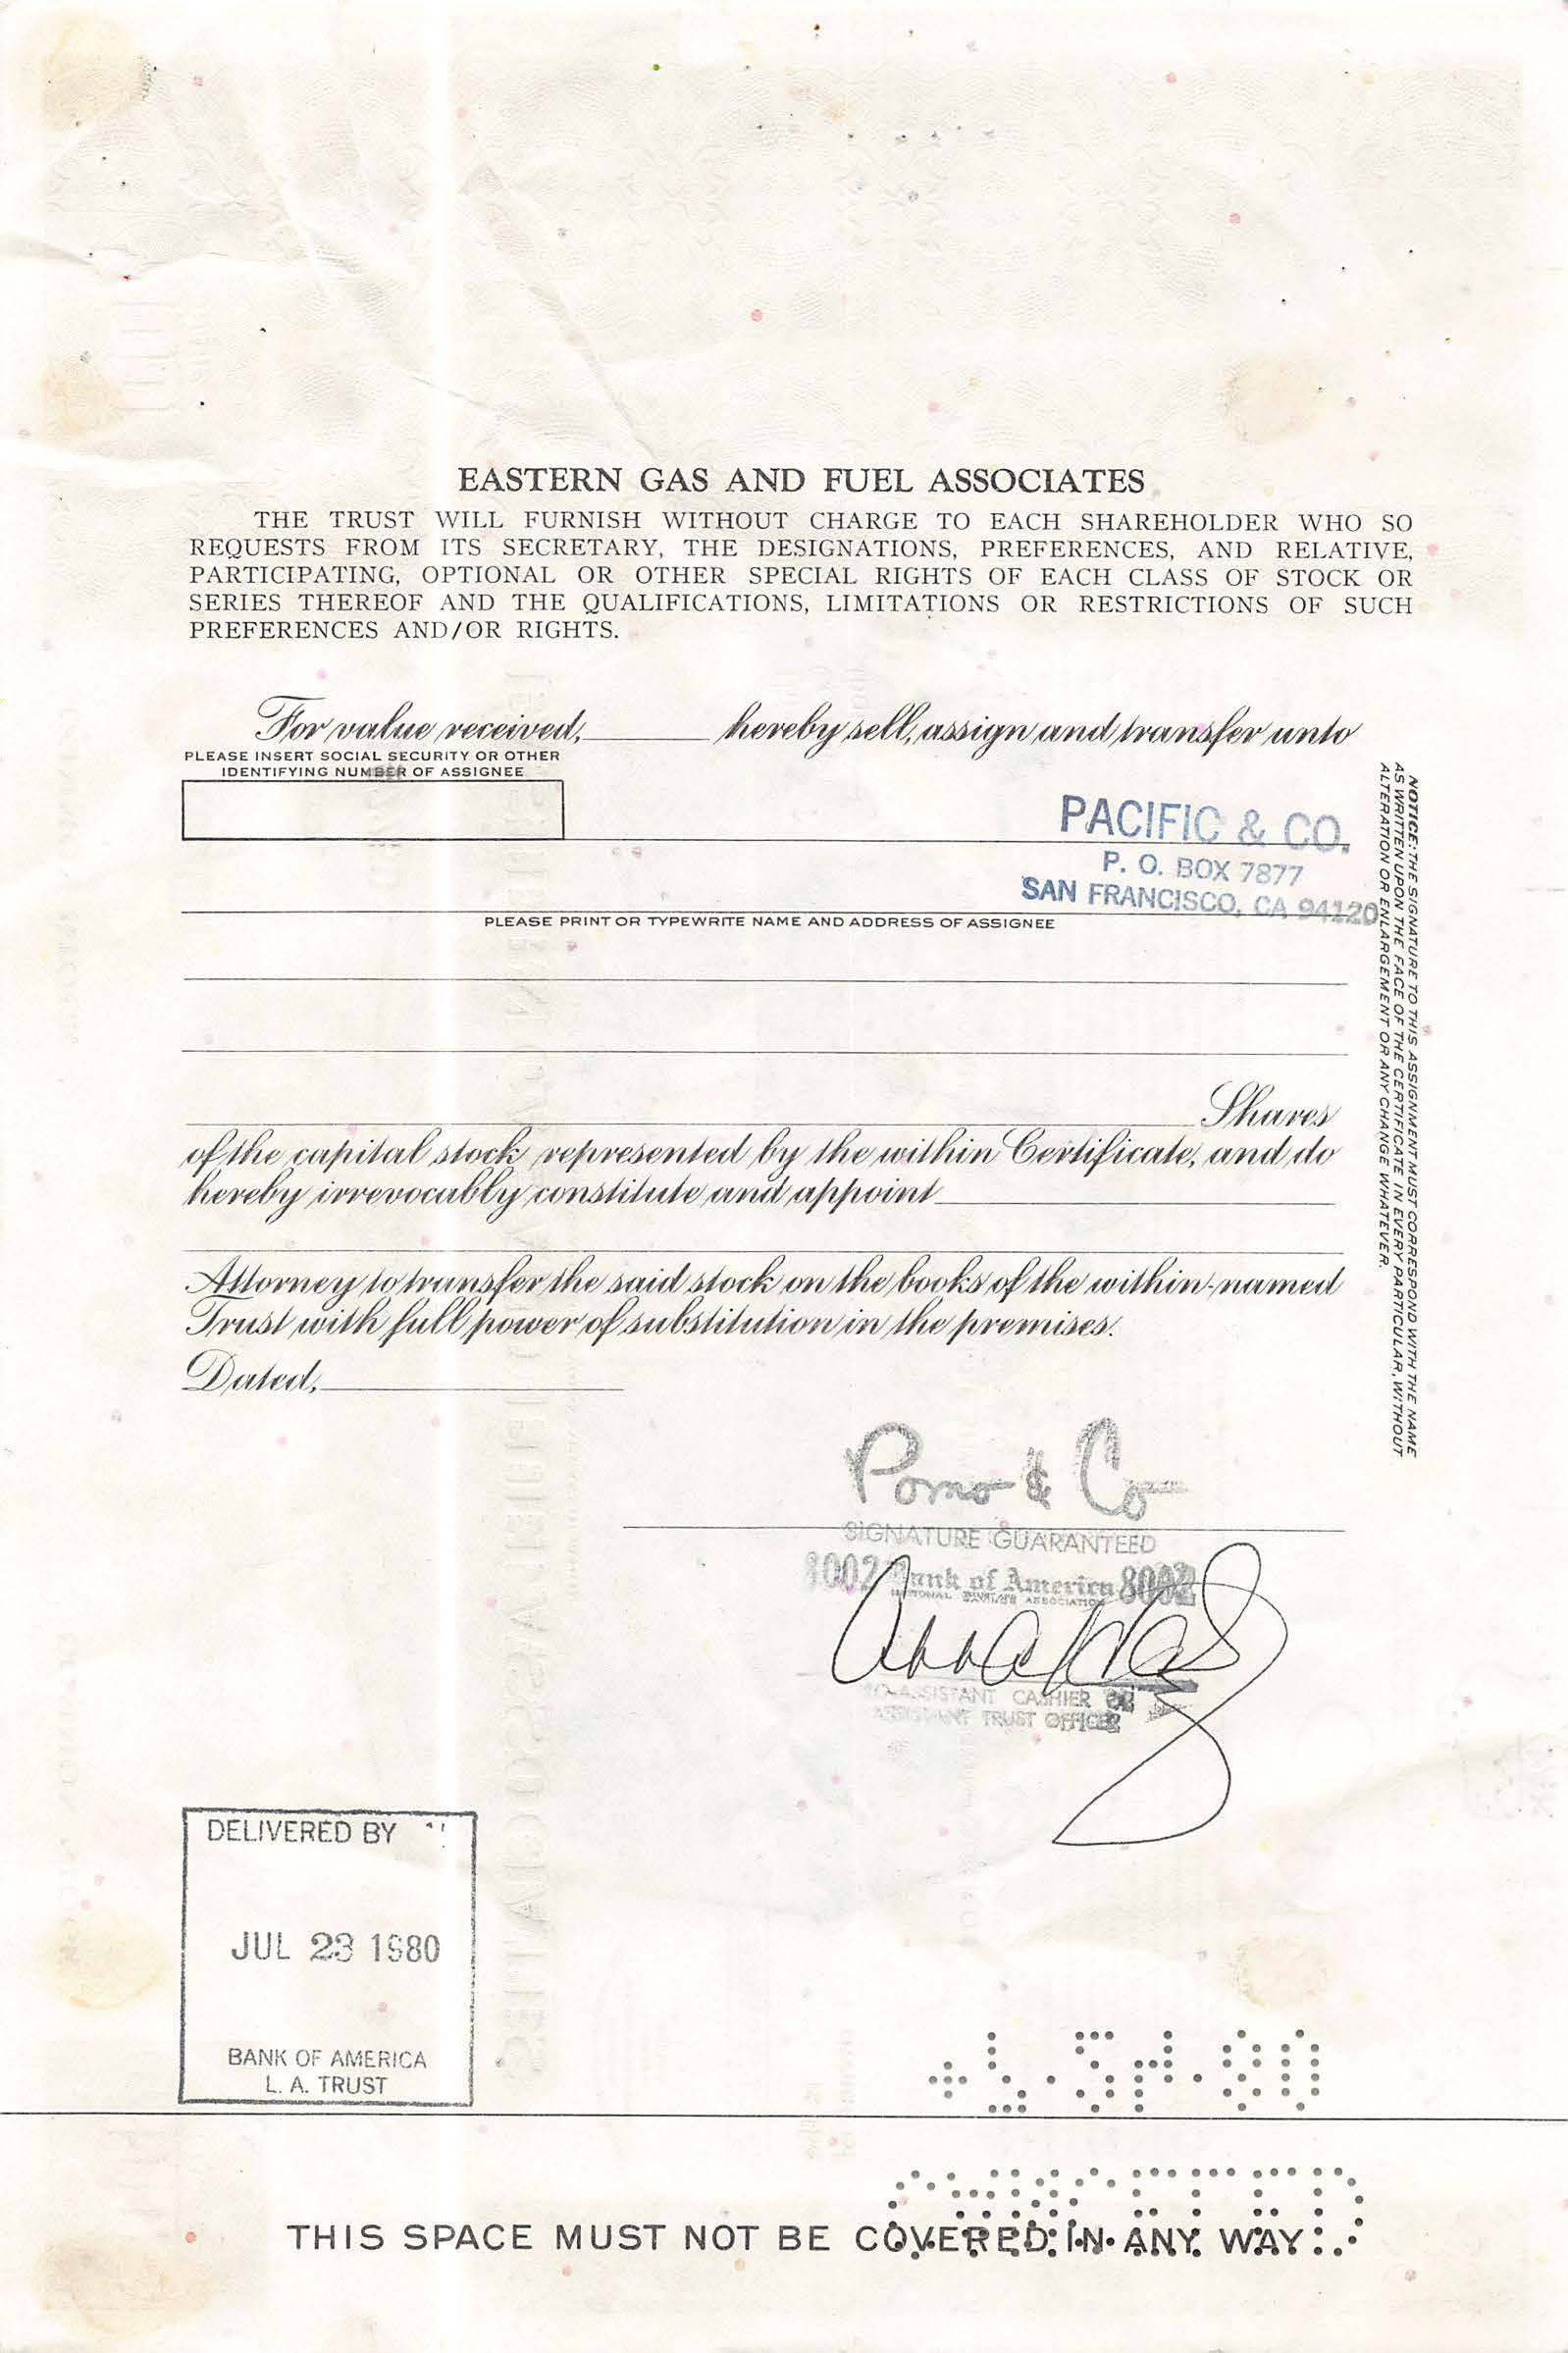 EASTERN GAS AND FUEL ASSOCIATES
THE TRUST WILL FURNISH WITHOUT CHARGE TO EACH SHAREHOLDER WHO SO
REQUESTS FROM ITS SECRETARY, THE DESIGNATIONS, PREFERENCES, AND RELATIVE,
PARTICIPATING, OPTIONAL OR OTHER SPECIAL RIGHTS OF EACH CLASS OF STOCK OR
SERIES THEREOF AND THE QUALIFICATIONS, LIMITATIONS OR RESTRICTIONS OF SUCH
PREFERENCES AND/OR RIGHTS.
For value received, hereby sell, assign and transfer unto
PLEASE INSERT SOCIAL SECURITY OR OTHER
IDENTIFYING NUMBER OF ASSIGNEE
PACIFIC & CO.
P. O. BOX 7877
SAN FRANCISCO, CA 94120
PLEASE PRINT OR TYPEWRITE NAME AND ADDRESS OF ASSIGNEE
Shares
of the capital stock represented by the within Certificate, and do
hereby irrevocably constitute and appoint
Attorney to transfer the said stock on the books of the within-named
Trust with full power of substitution in the premises.
Dated,
NOTICE: THE SIGNATURE TO THIS ASSIGNMENT MUST CORRESPOND WITH THE NAME
AS WRITTEN UPON THE FACE OF THE CERTIFICATE IN EVERY PARTICULAR, WITHOUT
ALTERATION OR ENLARGEMENT OR ANY CHANGE WHATEVER.
Pomo & Co
SIGNATURE GUARANTEED
8002 Bank of America 8002
NATIONAL SAVINGS ASSOCIATION
PRO-ASSISTANT CASHIER OR
ASSISTANT TRUST OFFICER
DELIVERED BY
JUL 23 1980
BANK OF AMERICA
L. A. TRUST
CANCELLED
THIS SPACE MUST NOT BE COVERED IN ANY WAY